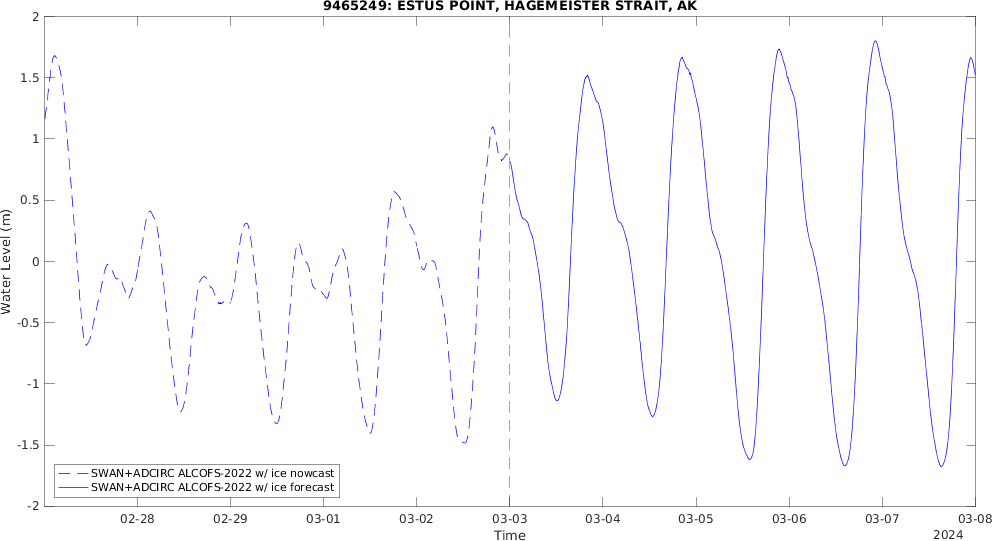 9465249: ESTUS POINT, HAGEMEISTER STRAIT, AK
2
1.5
1
0.5
0
-0.5
-1
-1.5
-2
Water Level (m)
SWAN+ADCIRC ALCOFS-2022 w/ ice nowcast
SWAN+ADCIRC ALCOFS-2022 w/ ice forecast
02-28 02-29 03-01 03-02 03-03 03-04 03-05 03-06 03-07 03-08
Time
2024